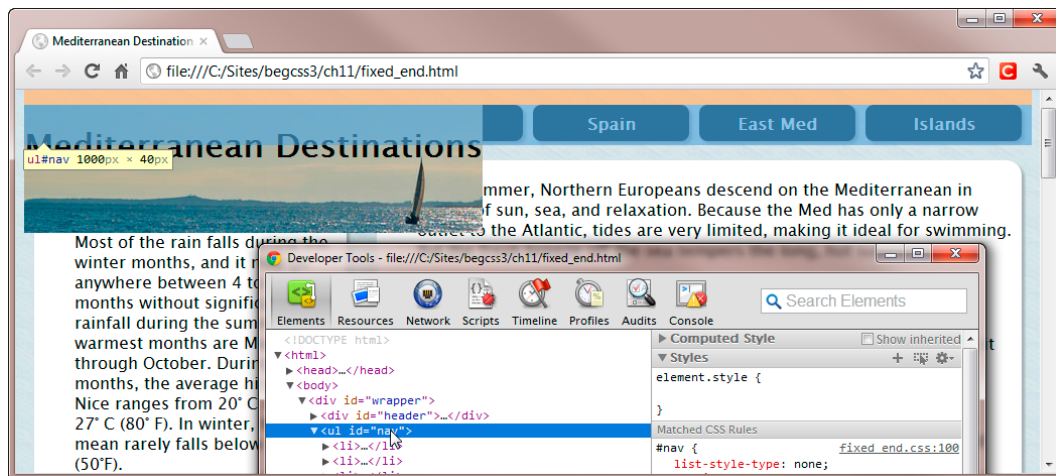 Mediterranean Destination ×
file:///C:/Sites/begcss3/ch11/fixed_end.html
Spain East Med Islands
Mediterranean Destinations
ul#nav 1000px × 40px
mmer, Northern Europeans descend on the Mediterranean in
of sun, sea, and relaxation. Because the Med has only a narrow
outlet to the Atlantic, tides are very limited, making it ideal for swimming.
Most of the rain falls during the
winter months, and it
anywhere between 4 to
months without signific
rainfall during the sum
warmest months are M
through October. Durin
months, the average hi
Nice ranges from 20° C
27° C (80° F). In winter,
mean rarely falls below
(50°F).
Developer Tools - file:///C:/Sites/begcss3/ch11/fixed_end.html
Elements Resources Network Scripts Timeline Profiles Audits Console
Search Elements
<!DOCTYPE html>
▼<html>
▶<head>…</head>
▼<body>
▼<div id="wrapper">
▶<div id="header">…</div>
▼<ul id="nav">
▶<li>…</li>
▶<li>…</li>
▶ Computed Style Show inherited
▼ Styles
element.style {
}
Matched CSS Rules
#nav { fixed_end.css:100
list-style-type: none;